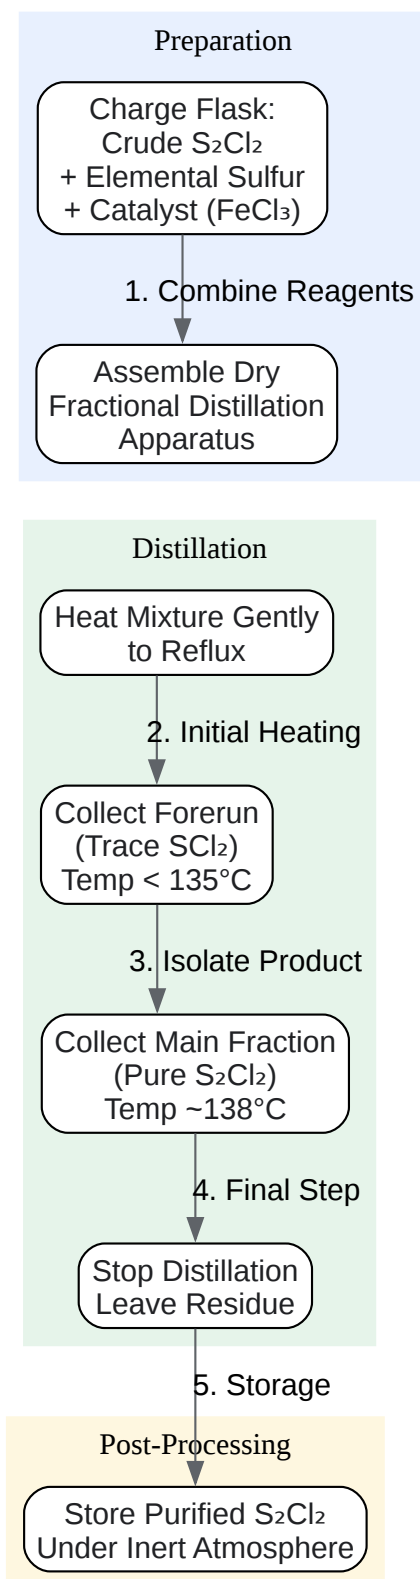 Preparation
Charge Flask:
Crude S₂Cl₂
+ Elemental Sulfur
+ Catalyst (FeCl₃)
1. Combine Reagents
Assemble Dry
Fractional Distillation
Apparatus
Distillation
Heat Mixture Gently
to Reflux
2. Initial Heating
Collect Forerun
(Trace SCl₂)
Temp < 135°C
3. Isolate Product
Collect Main Fraction
(Pure S₂Cl₂)
Temp ~138°C
4. Final Step
Stop Distillation
Leave Residue
5. Storage
Post-Processing
Store Purified S₂Cl₂
Under Inert Atmosphere